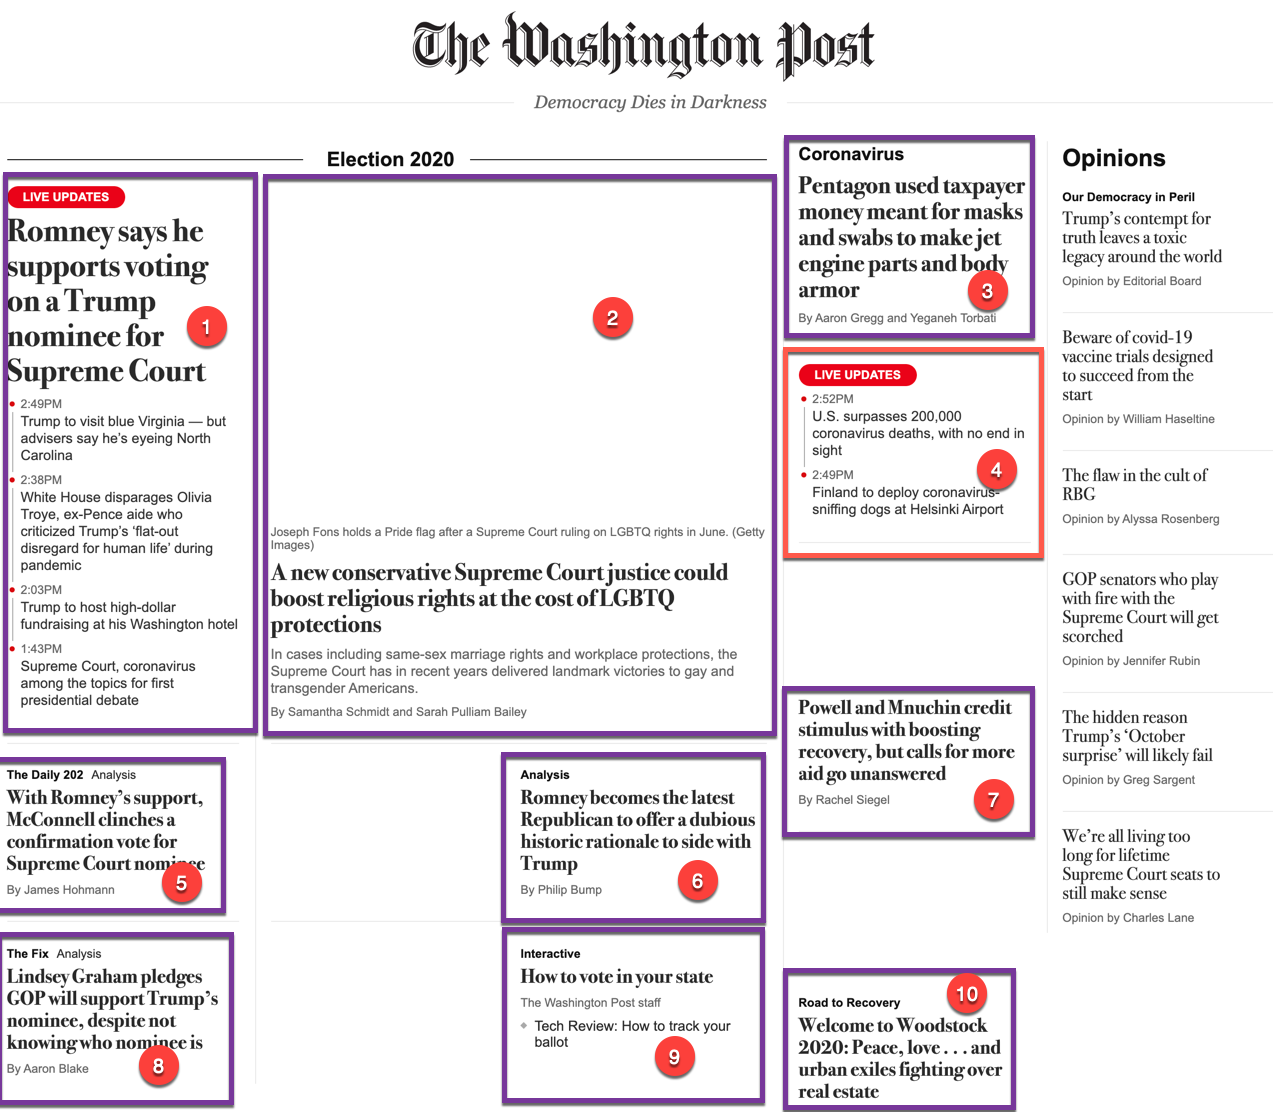 The Washington Post
Democracy Dies in Darkness
Election 2020
LIVE UPDATES
Romney says he
supports voting
on a Trump
nominee for
Supreme Court
1
2:49PM
Trump to visit blue Virginia — but
advisers say he's eyeing North
Carolina
2:38PM
White House disparages Olivia
Troye, ex-Pence aide who
criticized Trump's 'flat-out
disregard for human life' during
pandemic
2:03PM
Trump to host high-dollar
fundraising at his Washington hotel
1:43PM
Supreme Court, coronavirus
among the topics for first
presidential debate
2
Joseph Fons holds a Pride flag after a Supreme Court ruling on LGBTQ rights in June. (Getty
Images)
A new conservative Supreme Court justice could
boost religious rights at the cost of LGBTQ
protections
In cases including same-sex marriage rights and workplace protections, the
Supreme Court has in recent years delivered landmark victories to gay and
transgender Americans.
By Samantha Schmidt and Sarah Pulliam Bailey
Coronavirus
Pentagon used taxpayer
money meant for masks
and swabs to make jet
engine parts and body
armor
3
By Aaron Gregg and Yeganeh Torbati
LIVE UPDATES
2:52PM
U.S. surpasses 200,000
coronavirus deaths, with no end in
sight
4
2:49PM
Finland to deploy coronavirus-
sniffing dogs at Helsinki Airport
The Daily 202 Analysis
With Romney's support,
McConnell clinches a
confirmation vote for
Supreme Court nominee
By James Hohmann
5
Analysis
Romney becomes the latest
Republican to offer a dubious
historic rationale to side with
Trump
By Philip Bump
6
Powell and Mnuchin credit
stimulus with boosting
recovery, but calls for more
aid go unanswered
By Rachel Siegel
7
The Fix Analysis
Lindsey Graham pledges
GOP will support Trump's
nominee, despite not
knowing who nominee is
By Aaron Blake
8
Interactive
How to vote in your state
The Washington Post staff
Tech Review: How to track your
ballot
9
10
Road to Recovery
Welcome to Woodstock
2020: Peace, love . . . and
urban exiles fighting over
real estate
Opinions
Our Democracy in Peril
Trump's contempt for
truth leaves a toxic
legacy around the world
Opinion by Editorial Board
Beware of covid-19
vaccine trials designed
to succeed from the
start
Opinion by William Haseltine
The flaw in the cult of
RBG
Opinion by Alyssa Rosenberg
GOP senators who play
with fire with the
Supreme Court will get
scorched
Opinion by Jennifer Rubin
The hidden reason
Trump's 'October
surprise' will likely fail
Opinion by Greg Sargent
We're all living too
long for lifetime
Supreme Court seats to
still make sense
Opinion by Charles Lane